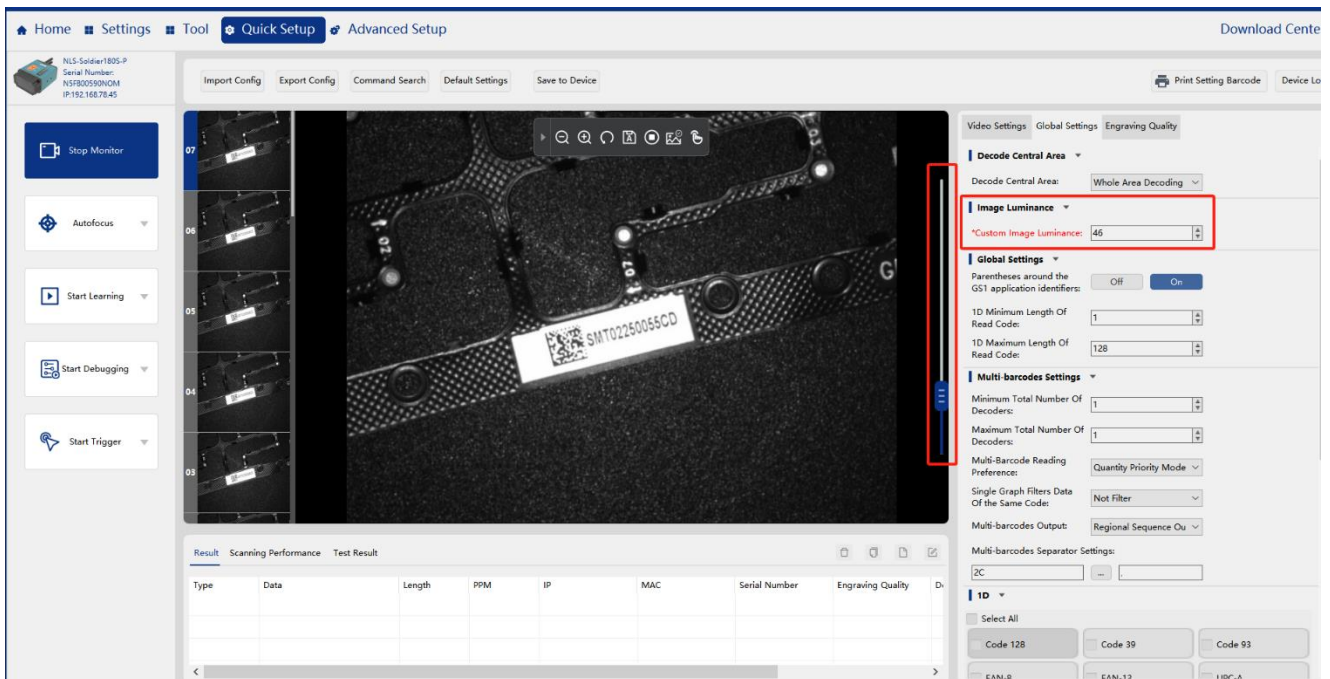 Home Settings Tool Quick Setup Advanced Setup Download Cente
NLS-Soldier180S-P
Serial Number:
NSFB00590NOM
IP:192.168.78.45
Import Config Export Config Command Search Default Settings Save to Device Print Setting Barcode Device Lo
Stop Monitor
Autofocus
Start Learning
Start Debugging
Start Trigger
07
06
05
04
03
SMT02250055CD
Video Settings Global Settings Engraving Quality
Decode Central Area
Decode Central Area: Whole Area Decoding
Image Luminance
*Custom Image Luminance: 46
Global Settings
Parentheses around the
GS1 application identifiers: Off On
1D Minimum Length Of
Read Code: 1
1D Maximum Length Of
Read Code: 128
Multi-barcodes Settings
Minimum Total Number Of
Decoders: 1
Maximum Total Number Of
Decoders: 1
Multi-Barcode Reading
Preference: Quantity Priority Mode
Single Graph Filters Data
Of the Same Code: Not Filter
Multi-barcodes Output: Regional Sequence Ou
Multi-barcodes Separator Settings:
2C ... ,
1D
Select All
Code 128 Code 39 Code 93
EAN-8 EAN-13 UPC-A
Result Scanning Performance Test Result
Type Data Length PPM IP MAC Serial Number Engraving Quality De